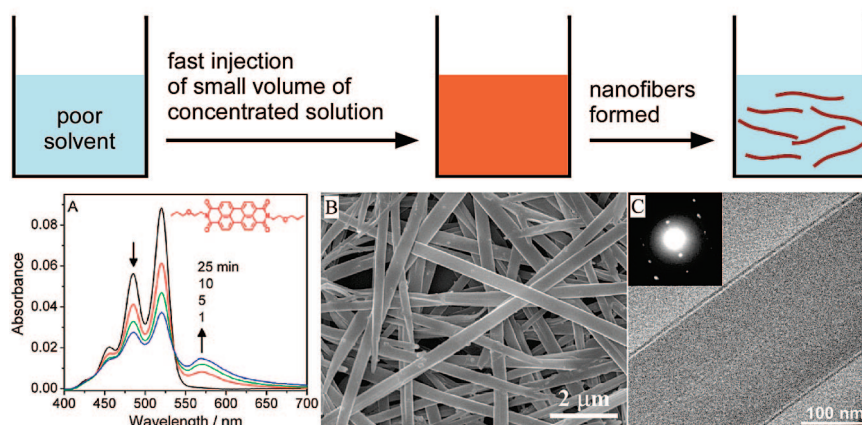 poor
solvent
fast injection
of small volume of
concentrated solution
nanofibers
formed
A
0.08
0.06
0.04
0.02
0.00
Absorbance
25 min
10
5
1
400 450 500 550 600 650 700
Wavelength / nm
B
2 μm
C
100 nm